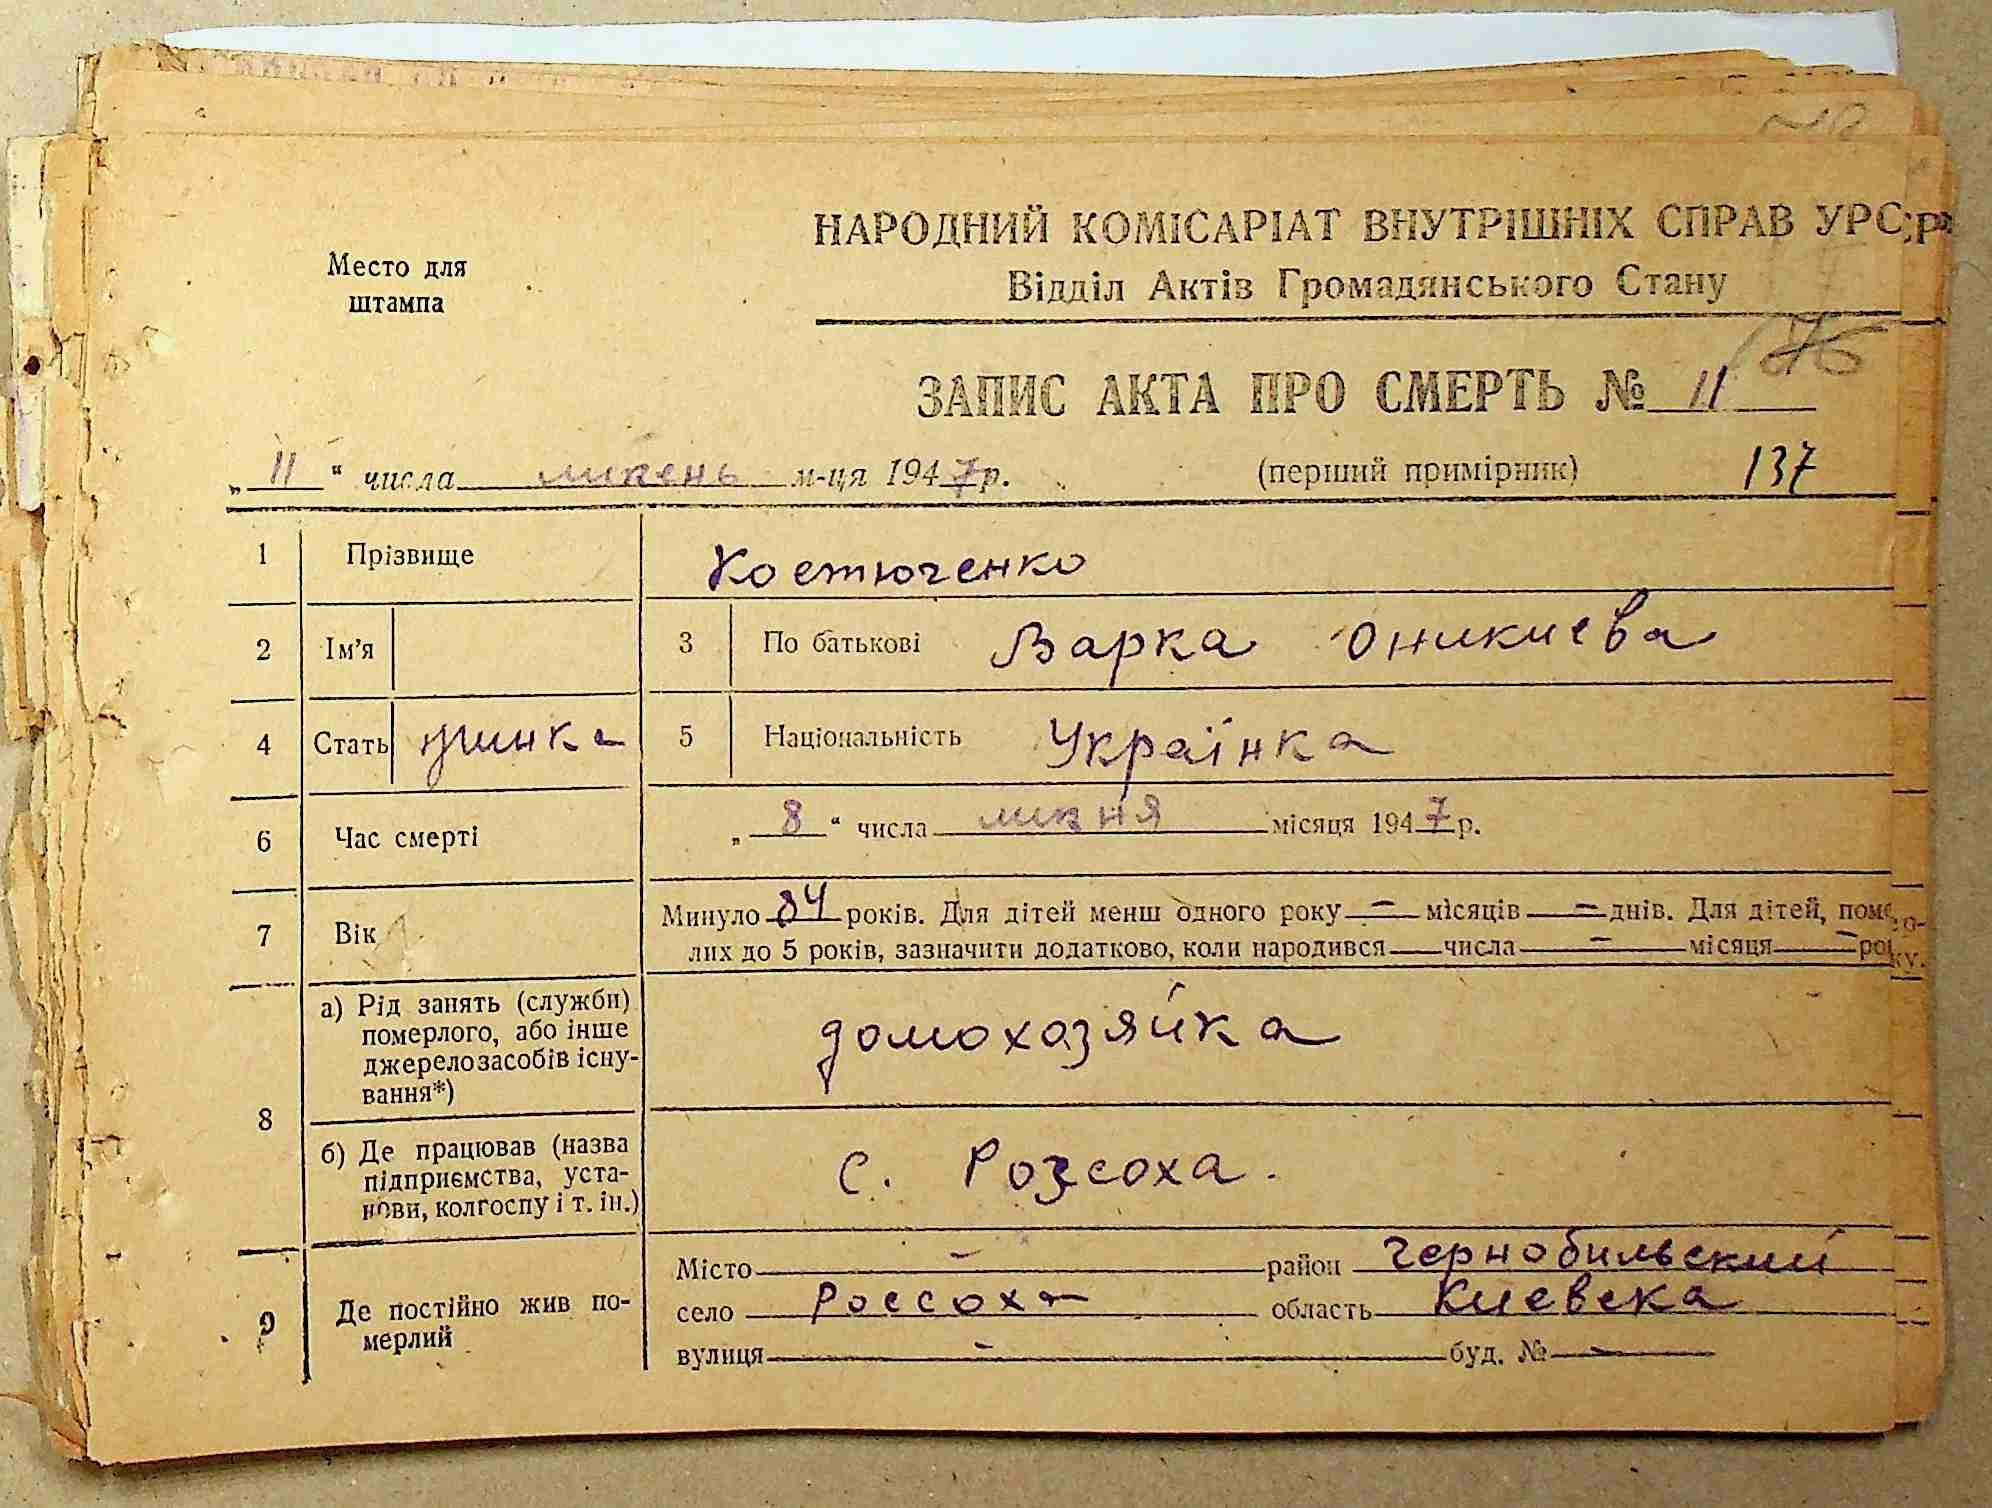 НАРОДНИЙ КОМІСАРІАТ ВНУТРІШНІХ СПРАВ УРСР
Відділ Актів Громадянського Стану
Место для
штампа
ЗАПИС АКТА ПРО СМЕРТЬ № 11
„ 11 “ числа липень м-ця 1947 р.
(перший примірник) 137
1 Прізвище Костюченко
2 Ім’я 3 По батькові Варка Оникиева
4 Стать жинка 5 Національність Українка
6 Час смерті „ 8 “ числа липня місяця 1947 р.
7 Вік Минуло 84 років. Для дітей менш одного року — місяців — днів. Для дітей, поме
лих до 5 років, зазначити додатково, коли народився — числа — місяця — ро
8 а) Рід занять (служби)
померлого, або інше
джерело засобів існу-
вання*)
домохазяйка
б) Де працював (назва
підприємства, уста-
нови, колгоспу і т. ін.)
С. Розсоха.
9 Де постійно жив по-
мерлий
Місто — район Чернобильский
село Россоха область Киевска
вулиця — буд. № —